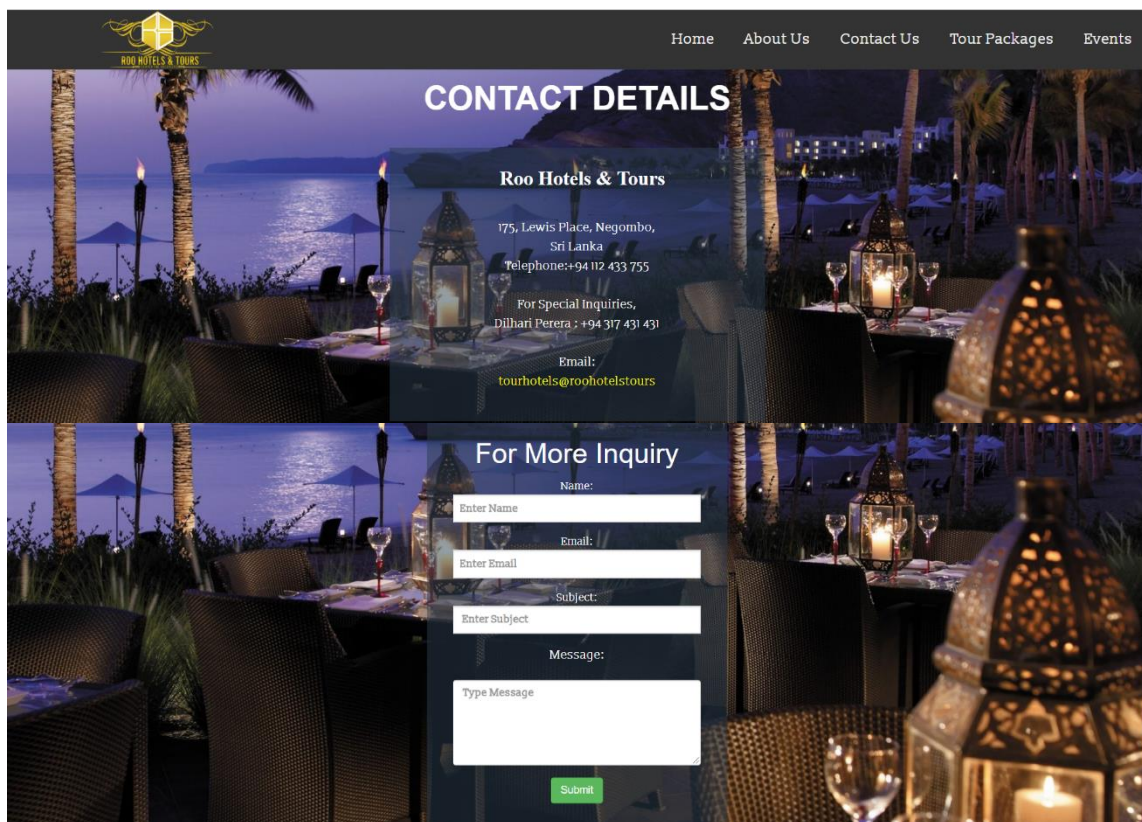 ROO HOTELS & TOURS
Home About Us Contact Us Tour Packages Events
CONTACT DETAILS
Roo Hotels & Tours
175, Lewis Place, Negombo,
Sri Lanka
Telephone:+94 112 433 755
For Special Inquiries,
Dilhari Perera : +94 317 431 431
Email:
tourhotels@roohotelstours
For More Inquiry
Name:
Enter Name
Email:
Enter Email
Subject:
Enter Subject
Message:
Type Message
Submit